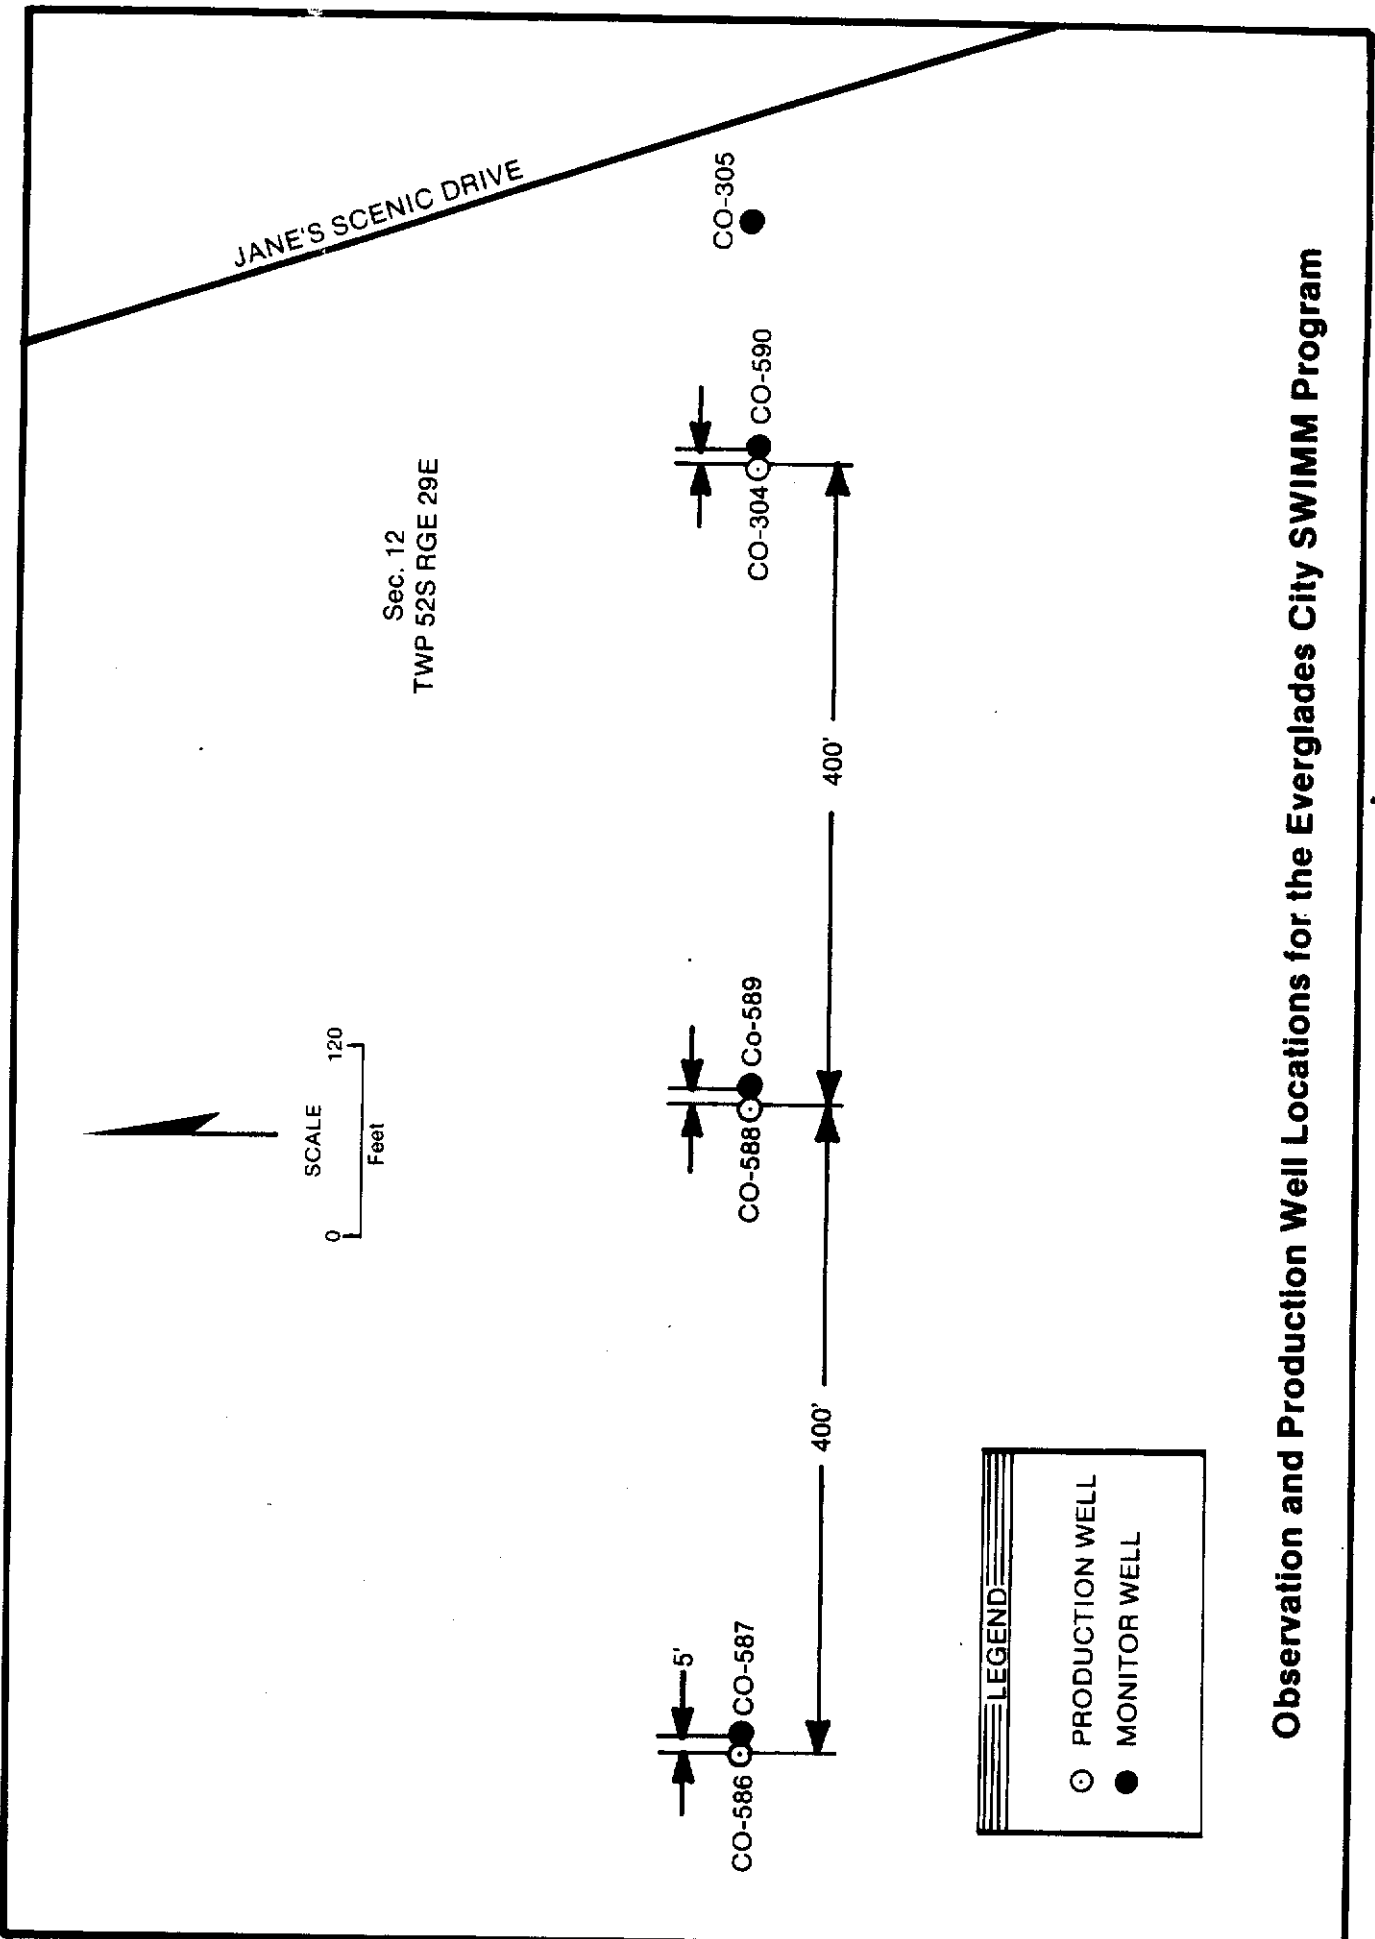 JANE'S SCENIC DRIVE
Sec. 12
TWP 52S RGE 29E
SCALE
0 120
Feet
CO-305
CO-304 CO-590
CO-588 Co-589
5'
CO-586 CO-587
400' 400'
LEGEND
PRODUCTION WELL
MONITOR WELL
Observation and Production Well Locations for the Everglades City SWIMM Program